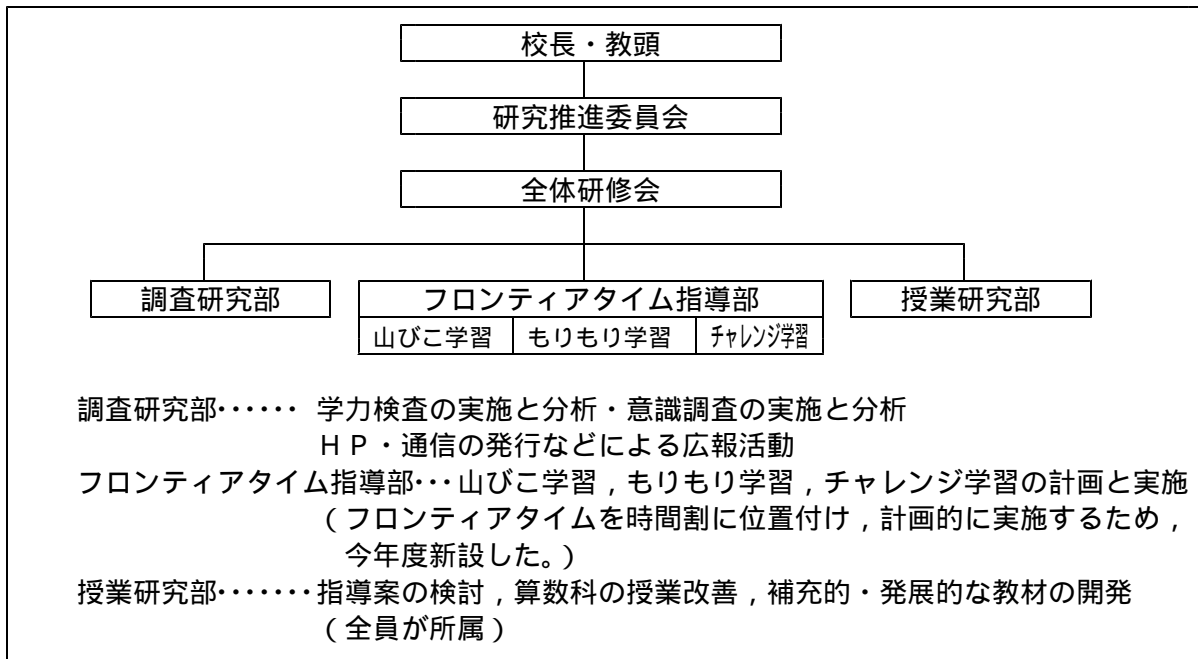 校長・教頭
研究推進委員会
全体研修会
調査研究部
フロンティアタイム指導部
授業研究部
山びこ学習
もりもり学習
チャレンジ学習
調査研究部‥‥‥ 学力検査の実施と分析・意識調査の実施と分析
ＨＰ・通信の発行などによる広報活動
フロンティアタイム指導部‥・山びこ学習，もりもり学習，チャレンジ学習の計画と実施
（フロンティアタイムを時間割に位置付け，計画的に実施するため，
今年度新設した。）
授業研究部‥‥‥・指導案の検討，算数科の授業改善，補充的・発展的な教材の開発
（全員が所属）